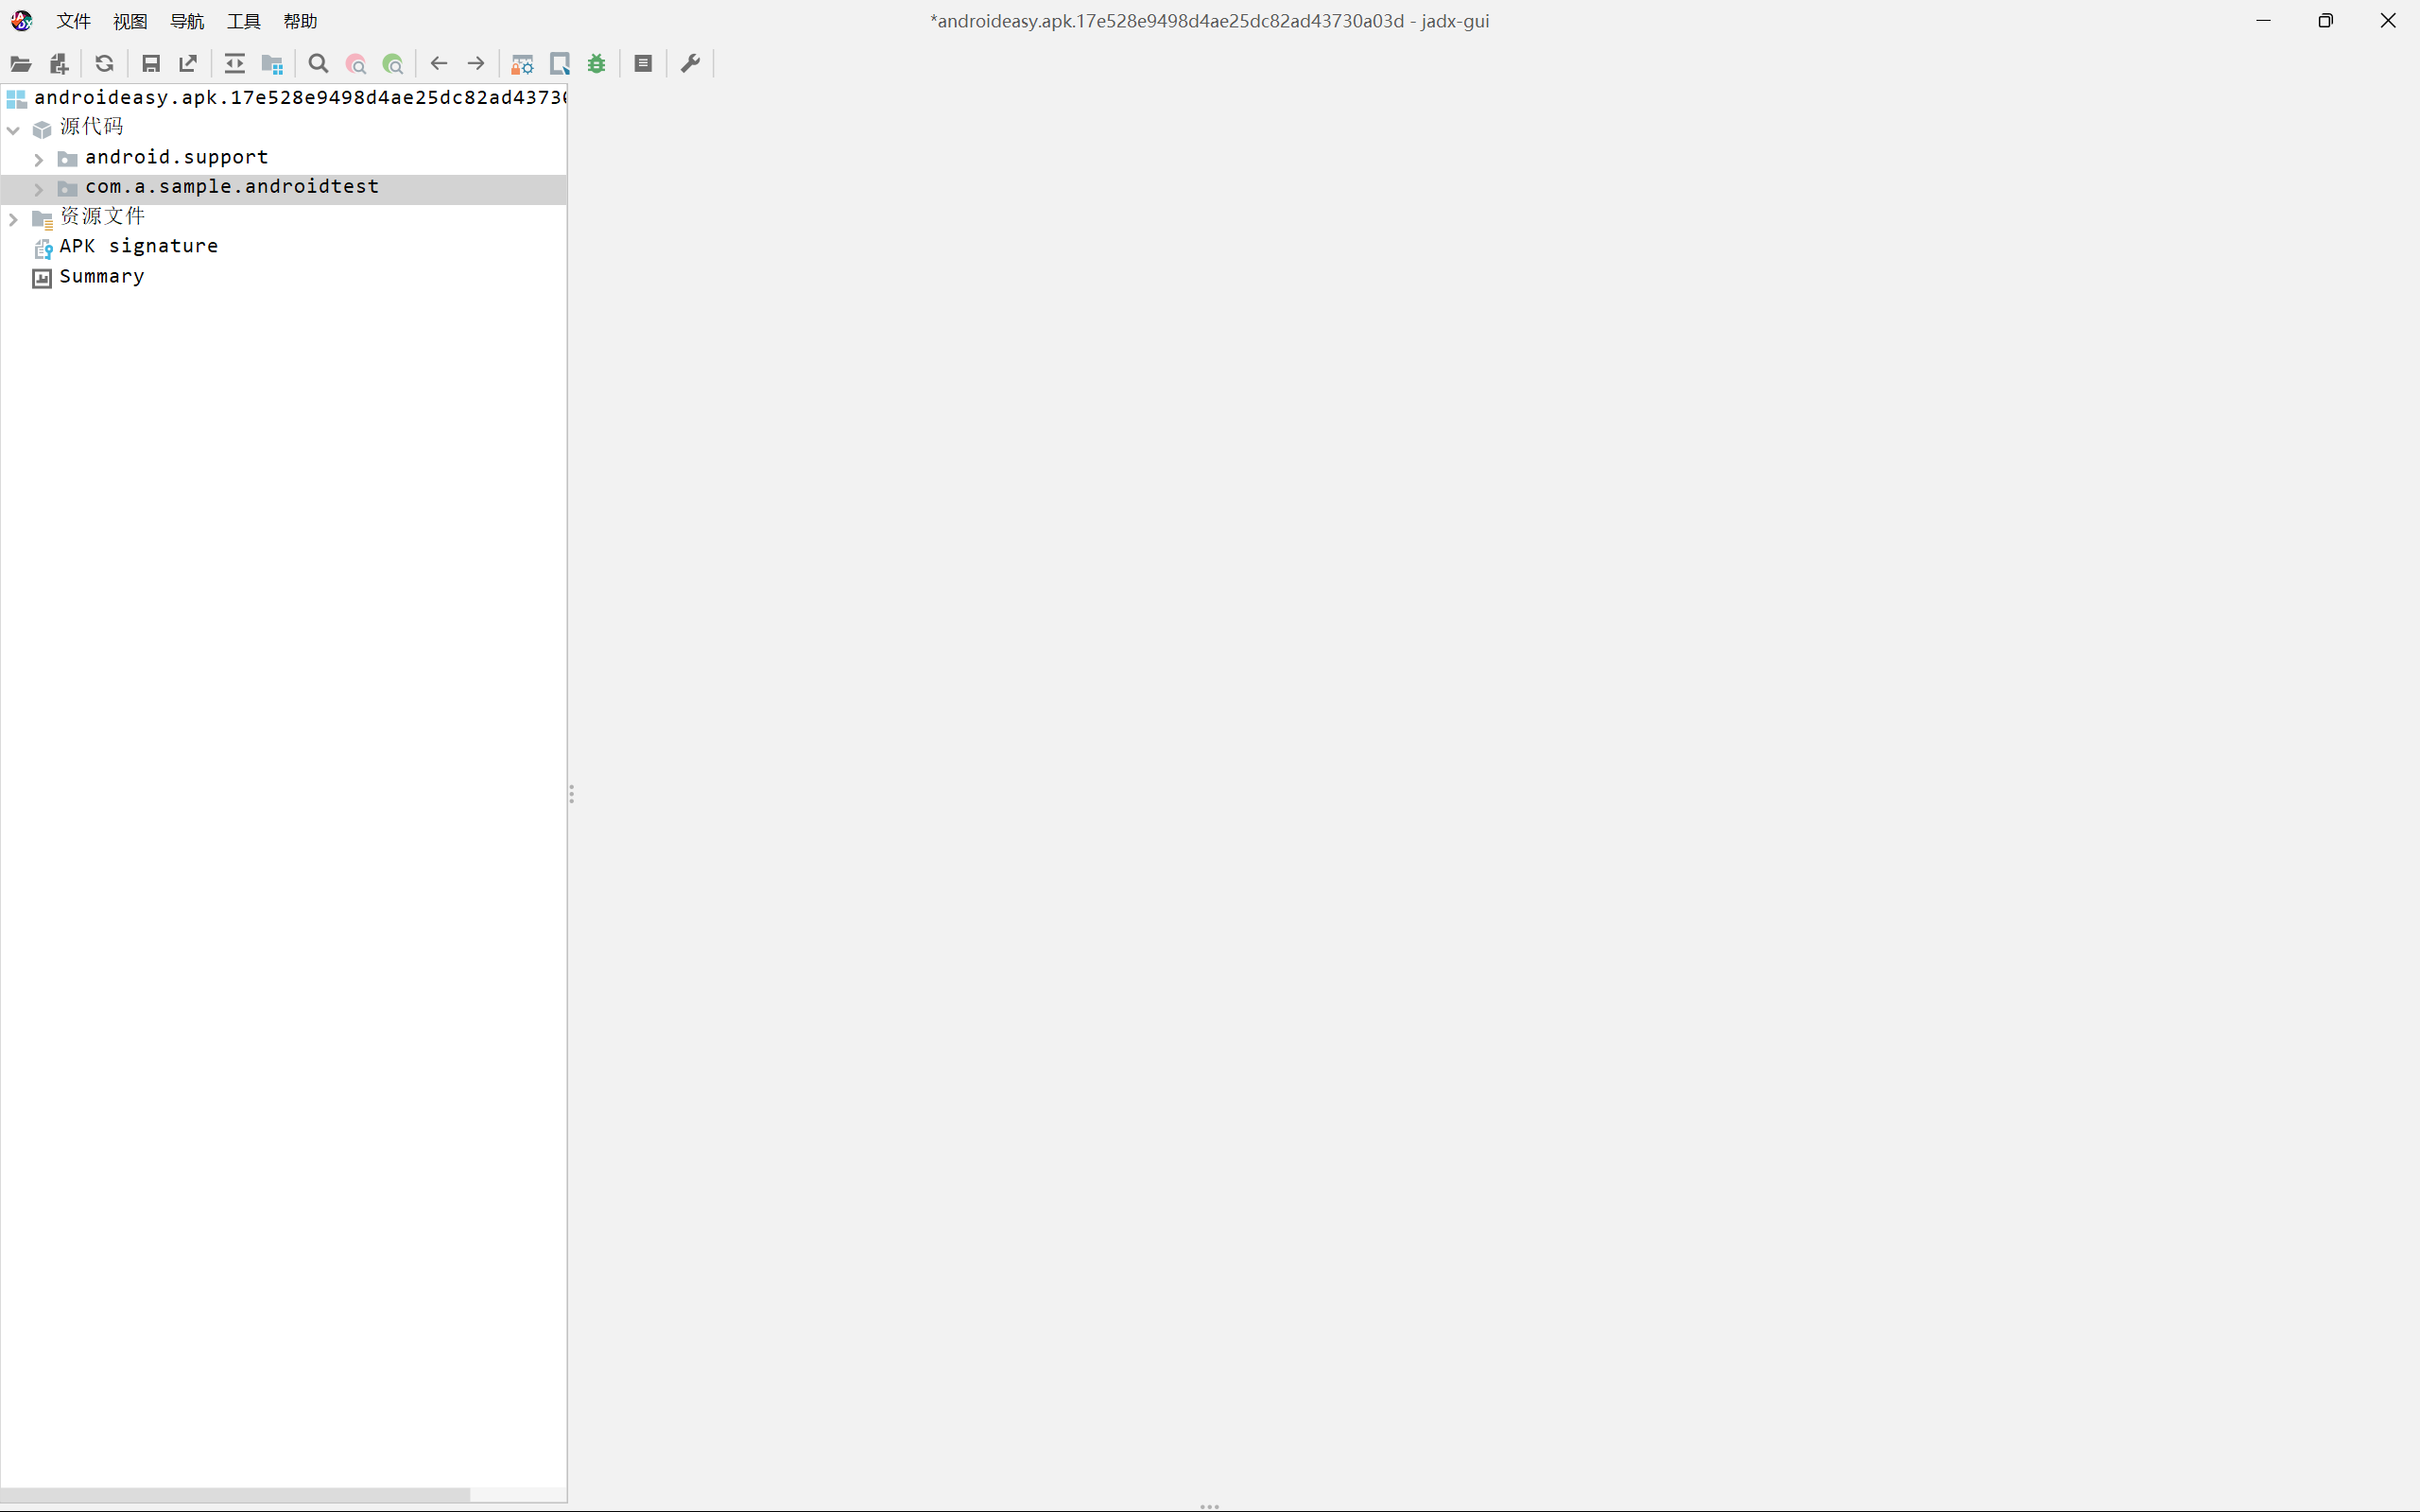 文件 视图 导航 工具 帮助 *androideasy.apk.17e528e9498d4ae25dc82ad43730a03d - jadx-gui
androideasy.apk.17e528e9498d4ae25dc82ad4373
源代码
android.support
com.a.sample.androidtest
资源文件
APK signature
Summary